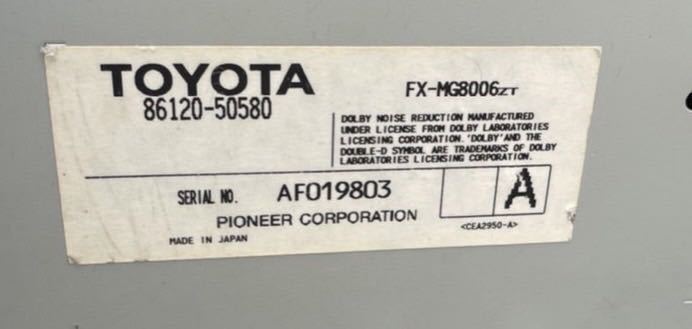 TOYOTA
86120-50580
FX-MG8006ZT
DOLBY NOISE REDUCTION MANUFACTURED
UNDER LICENSE FROM DOLBY LABORATORIES
LICENSING CORPORATION. 'DOLBY' AND THE
DOUBLE-D SYMBOL ARE TRADEMARKS OF DOLBY
LABORATORIES LICENSING CORPORATION.
SERIAL NO. AF019803
A
PIONEER CORPORATION
MADE IN JAPAN
<CEA2950-A>